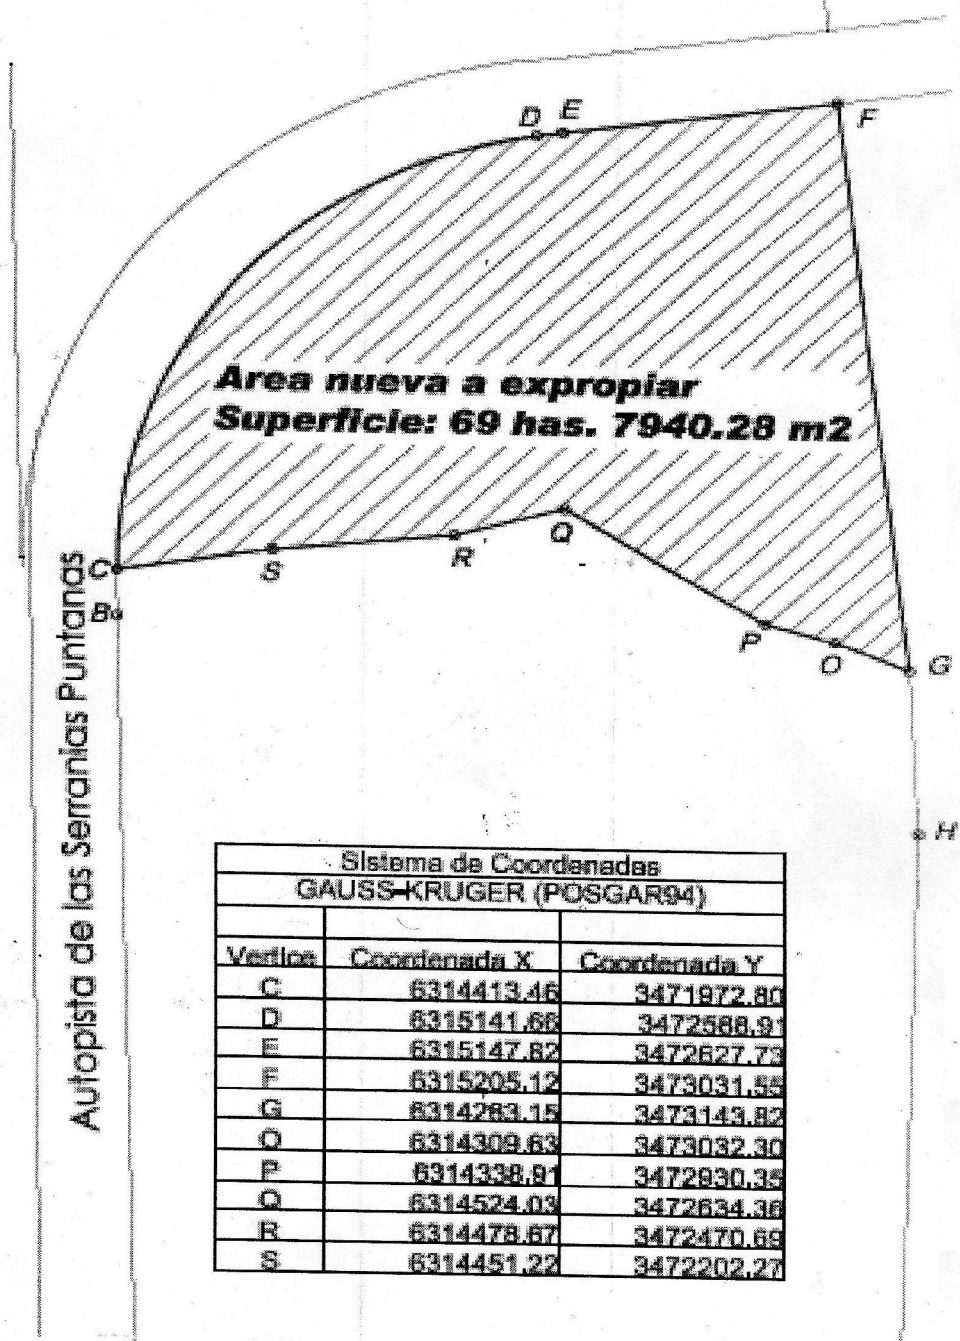 D E F
Area nueva a expropiar
Superficie: 69 has. 7940.28 m2
C S R Q
B P O G
H
Autopista de las Serranías Puntanas
Sistema de Coordenadas
GAUSS-KRUGER (POSGAR94)
Vertice Coordenada X Coordenada Y
C 6314413.46 3471972.80
D 6315141.66 3472588.91
E 6315147.82 3472627.73
F 6315205.12 3473031.55
G 6314263.15 3473143.82
O 6314309.63 3473032.30
P 6314338.91 3472930.35
Q 6314524.03 3472634.36
R 6314478.67 3472470.69
S 6314451.22 3472202.27